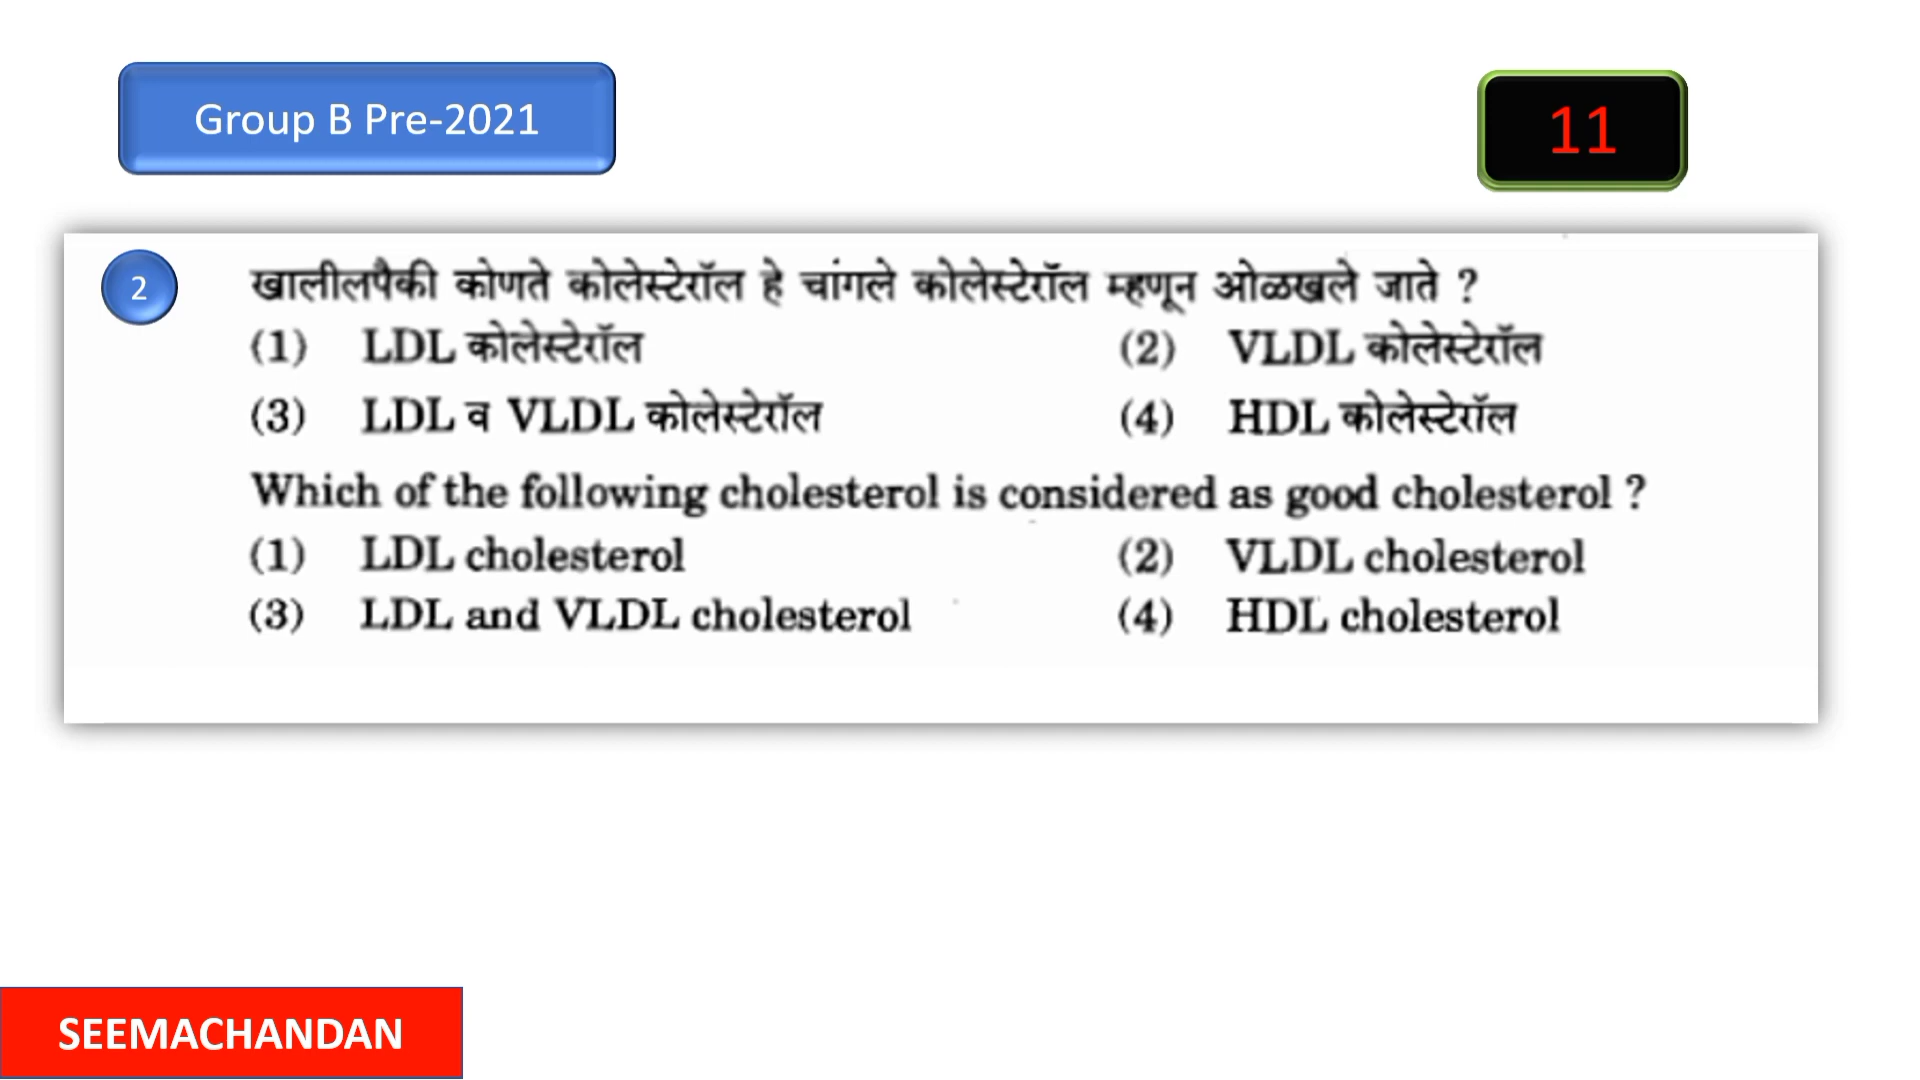 Group B Pre-2021
11
2
खालीलपैकी कोणते कोलेस्टेरॉल हे चांगले कोलेस्टेरॉल म्हणून ओळखले जाते ?
(1) LDL कोलेस्टेरॉल (2) VLDL कोलेस्टेरॉल
(3) LDL व VLDL कोलेस्टेरॉल (4) HDL कोलेस्टेरॉल
Which of the following cholesterol is considered as good cholesterol ?
(1) LDL cholesterol (2) VLDL cholesterol
(3) LDL and VLDL cholesterol (4) HDL cholesterol
SEEMACHANDAN